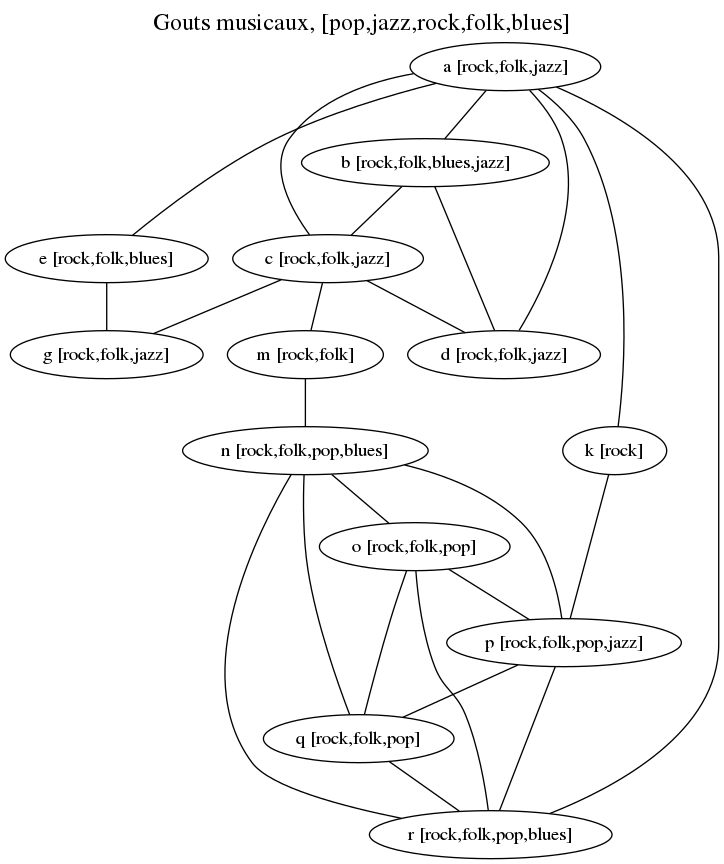 Gouts musicaux, [pop,jazz,rock,folk,blues]
a [rock,folk,jazz]
b [rock,folk,blues,jazz]
e [rock,folk,blues]
c [rock,folk,jazz]
g [rock,folk,jazz]
m [rock,folk]
d [rock,folk,jazz]
n [rock,folk,pop,blues]
k [rock]
o [rock,folk,pop]
p [rock,folk,pop,jazz]
q [rock,folk,pop]
r [rock,folk,pop,blues]